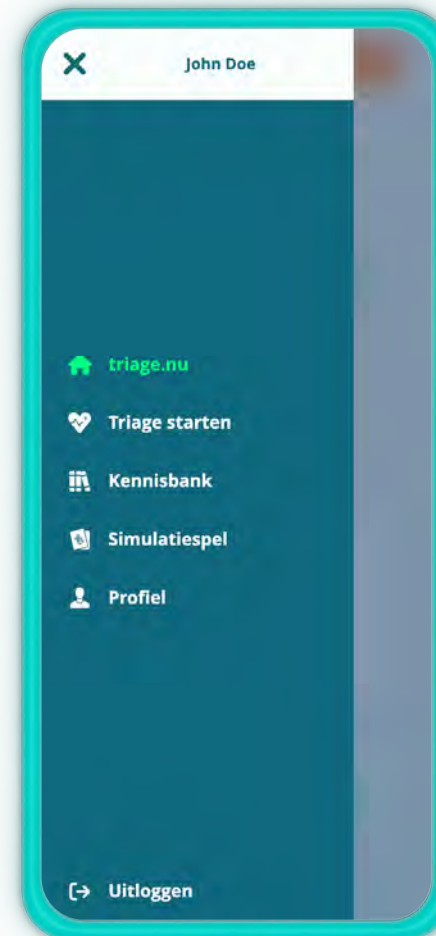 John Doe
triage.nu
Triage starten
Kennisbank
Simulatiespel
Profiel
Uitloggen